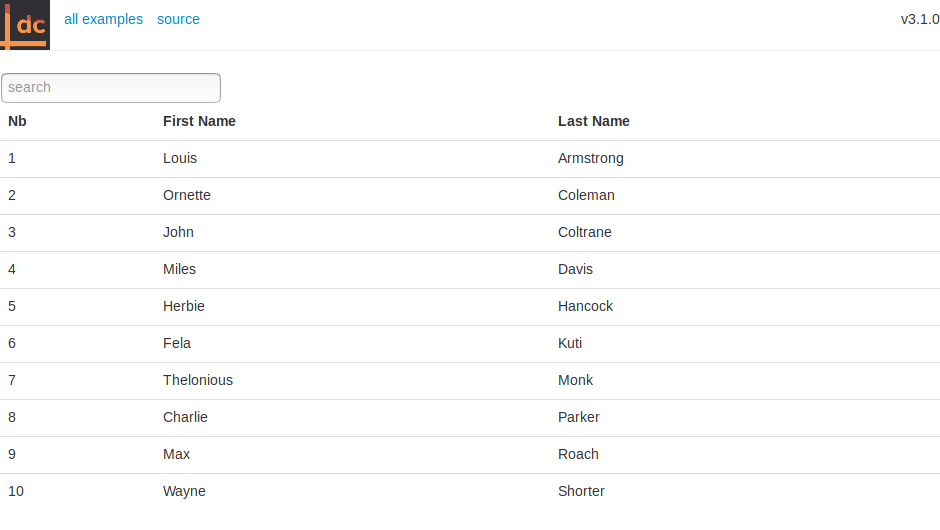 dc all examples source v3.1.0
search
Nb First Name Last Name
1 Louis Armstrong
2 Ornette Coleman
3 John Coltrane
4 Miles Davis
5 Herbie Hancock
6 Fela Kuti
7 Thelonious Monk
8 Charlie Parker
9 Max Roach
10 Wayne Shorter